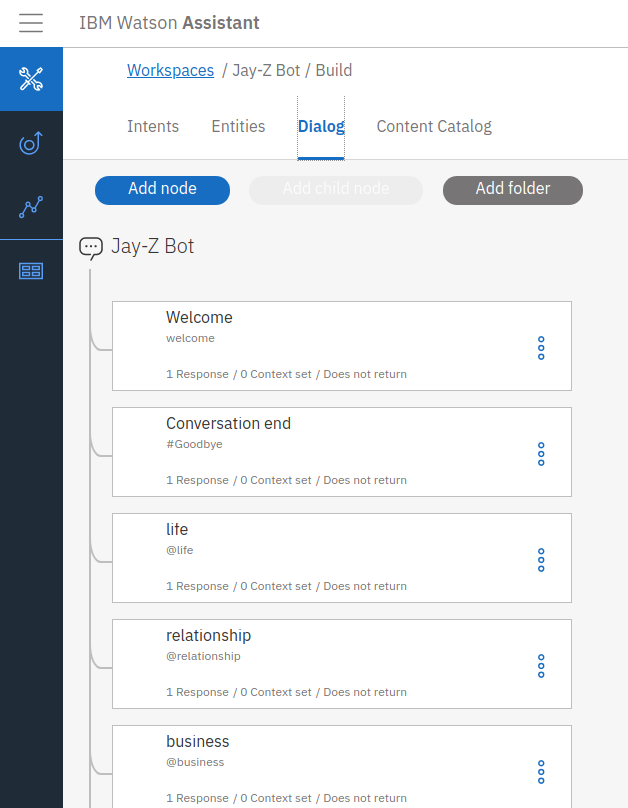 IBM Watson Assistant
Workspaces / Jay-Z Bot / Build
Intents Entities Dialog Content Catalog
Add node Add child node Add folder
Jay-Z Bot
Welcome
welcome
1 Response / 0 Context set / Does not return
Conversation end
#Goodbye
1 Response / 0 Context set / Does not return
life
@life
1 Response / 0 Context set / Does not return
relationship
@relationship
1 Response / 0 Context set / Does not return
business
@business
1 Response / 0 Context set / Does not return